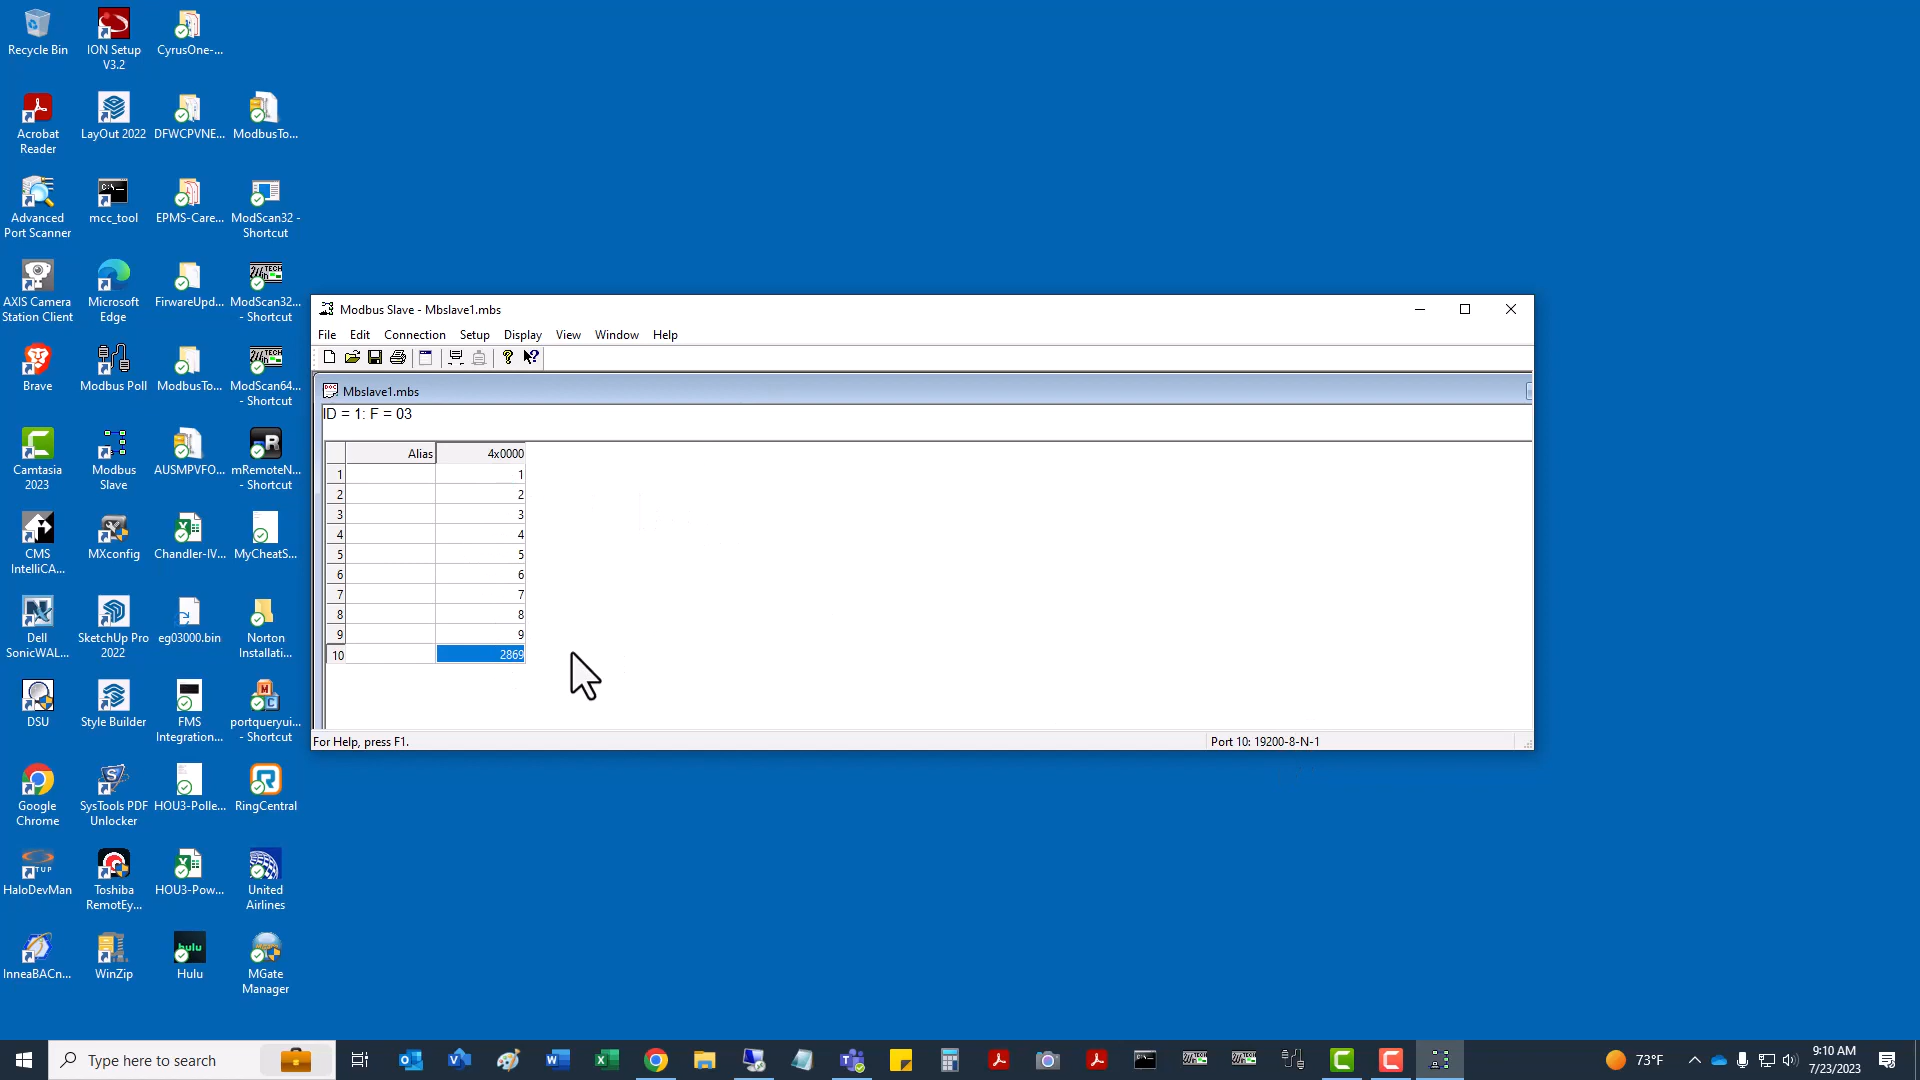 Recycle Bin
ION Setup
V3.2
CyrusOne-...
Acrobat
Reader
LayOut 2022
DFWCPVNE...
ModbusTo...
Advanced
Port Scanner
mcc_tool
EPMS-Care...
ModScan32 -
Shortcut
AXIS Camera
Station Client
Microsoft
Edge
FirwareUpd...
ModScan32...
- Shortcut
Brave
Modbus Poll
ModbusTo...
ModScan64...
- Shortcut
Camtasia
2023
Modbus
Slave
AUSMPVFO...
mRemoteN...
- Shortcut
CMS
IntelliCA...
MXconfig
Chandler-IV...
MyCheatS...
Dell
SonicWAL...
SketchUp Pro
2022
eg03000.bin
Norton
Installati...
DSU
Style Builder
FMS
Integration...
portqueryui...
- Shortcut
Google
Chrome
SysTools PDF
Unlocker
HOU3-Polle...
RingCentral
HaloDevMan
Toshiba
RemotEy...
HOU3-Pow...
United
Airlines
InneaBACn...
WinZip
Hulu
MGate
Manager
Modbus Slave - Mbslave1.mbs
File Edit Connection Setup Display View Window Help
Mbslave1.mbs
ID = 1: F = 03
Alias 4x0000
1 1
2 2
3 3
4 4
5 5
6 6
7 7
8 8
9 9
10 2869
For Help, press F1.
Port 10: 19200-8-N-1
Type here to search
73°F
9:10 AM
7/23/2023